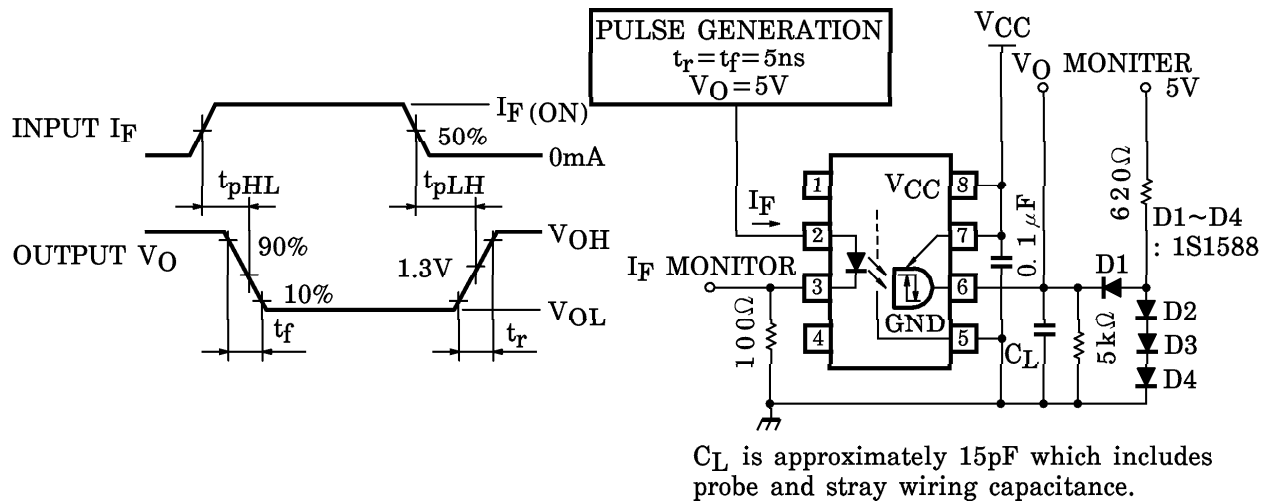 INPUT IF
IF (ON)
50%
0mA
tpHL
tpLH
OUTPUT VO
90%
10%
1.3V
VOH
VOL
tf
tr
PULSE GENERATION
tr=tf=5ns
VO=5V
VCC
VO MONITER
5V
IF
IF MONITOR
100Ω
1
2
3
4
VCC
8
7
6
5
GND
0.1 μF
CL
5kΩ
620Ω
D1~D4
: 1S1588
D1
D2
D3
D4
CL is approximately 15pF which includes
probe and stray wiring capacitance.